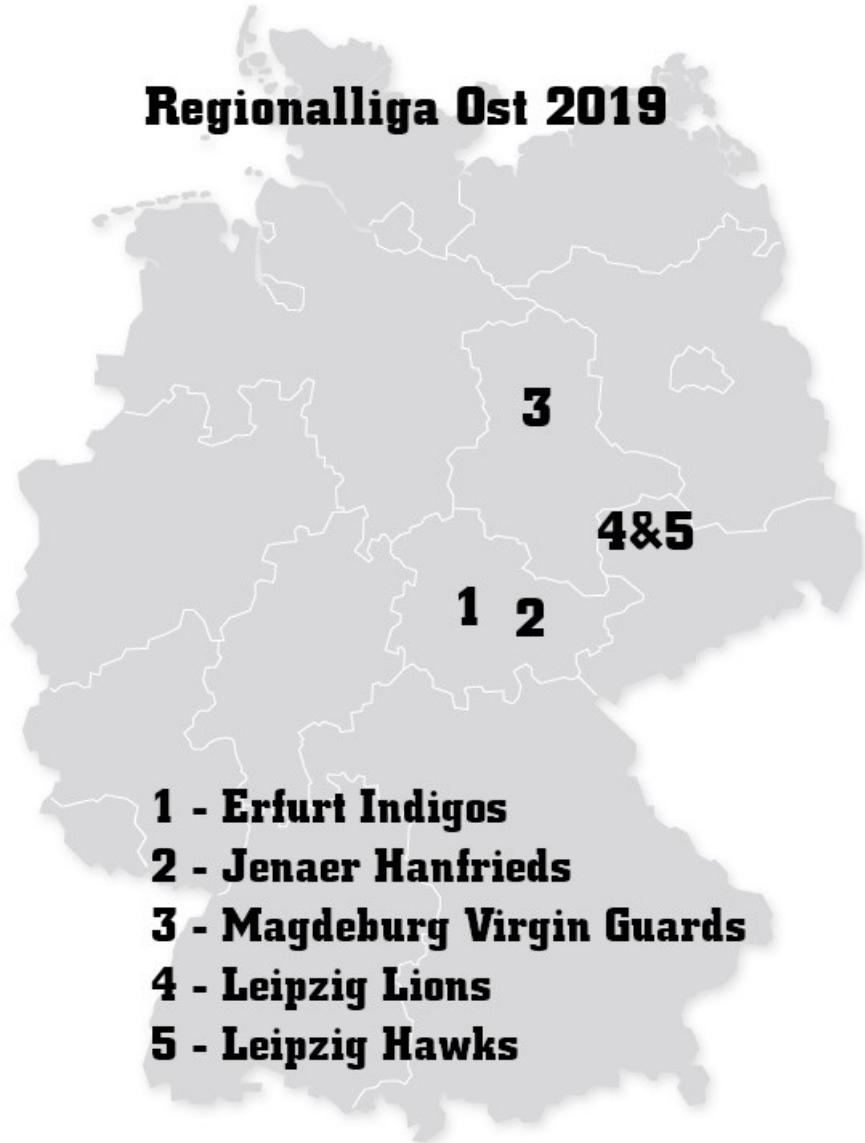 Regionalliga Ost 2019
3
4&5
1
2
1 - Erfurt Indigos
2 - Jenaer Hanfrieds
3 - Magdeburg Virgin Guards
4 - Leipzig Lions
5 - Leipzig Hawks